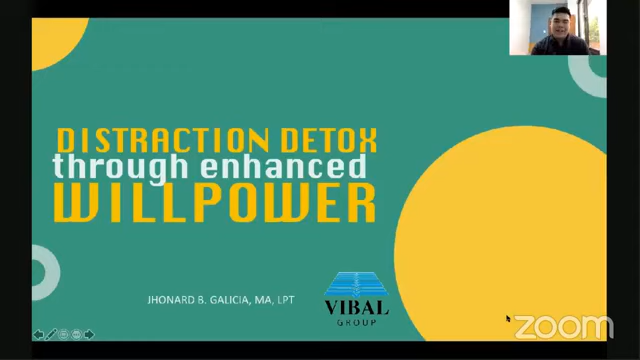 DISTRACTION DETOX
through enhanced
WILLPOWER
JHONARD B. GALICIA, MA, LPT
VIBAL
GROUP
zoom